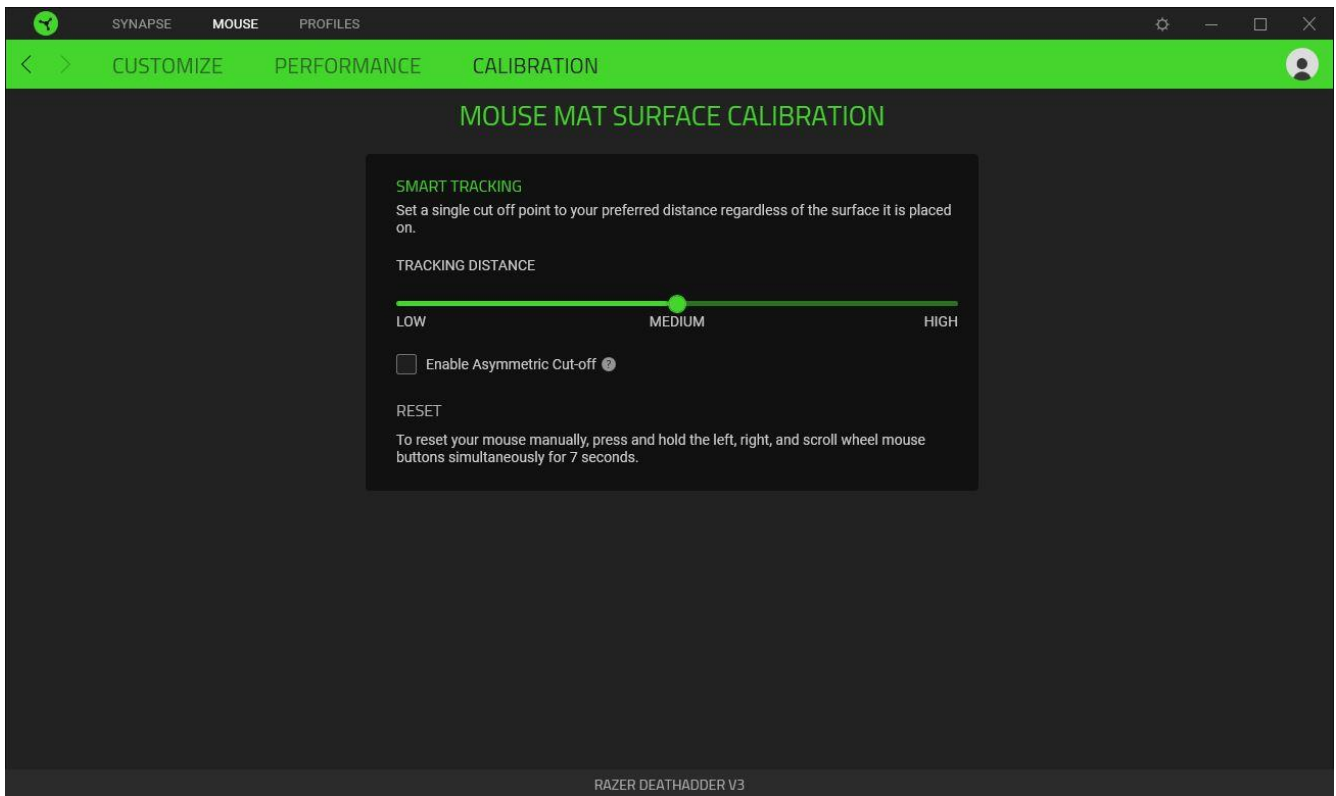 SYNAPSE MOUSE PROFILES
CUSTOMIZE PERFORMANCE CALIBRATION
MOUSE MAT SURFACE CALIBRATION
SMART TRACKING
Set a single cut off point to your preferred distance regardless of the surface it is placed
on.
TRACKING DISTANCE
LOW MEDIUM HIGH
Enable Asymmetric Cut-off ?
RESET
To reset your mouse manually, press and hold the left, right, and scroll wheel mouse
buttons simultaneously for 7 seconds.
RAZER DEATHADDER V3